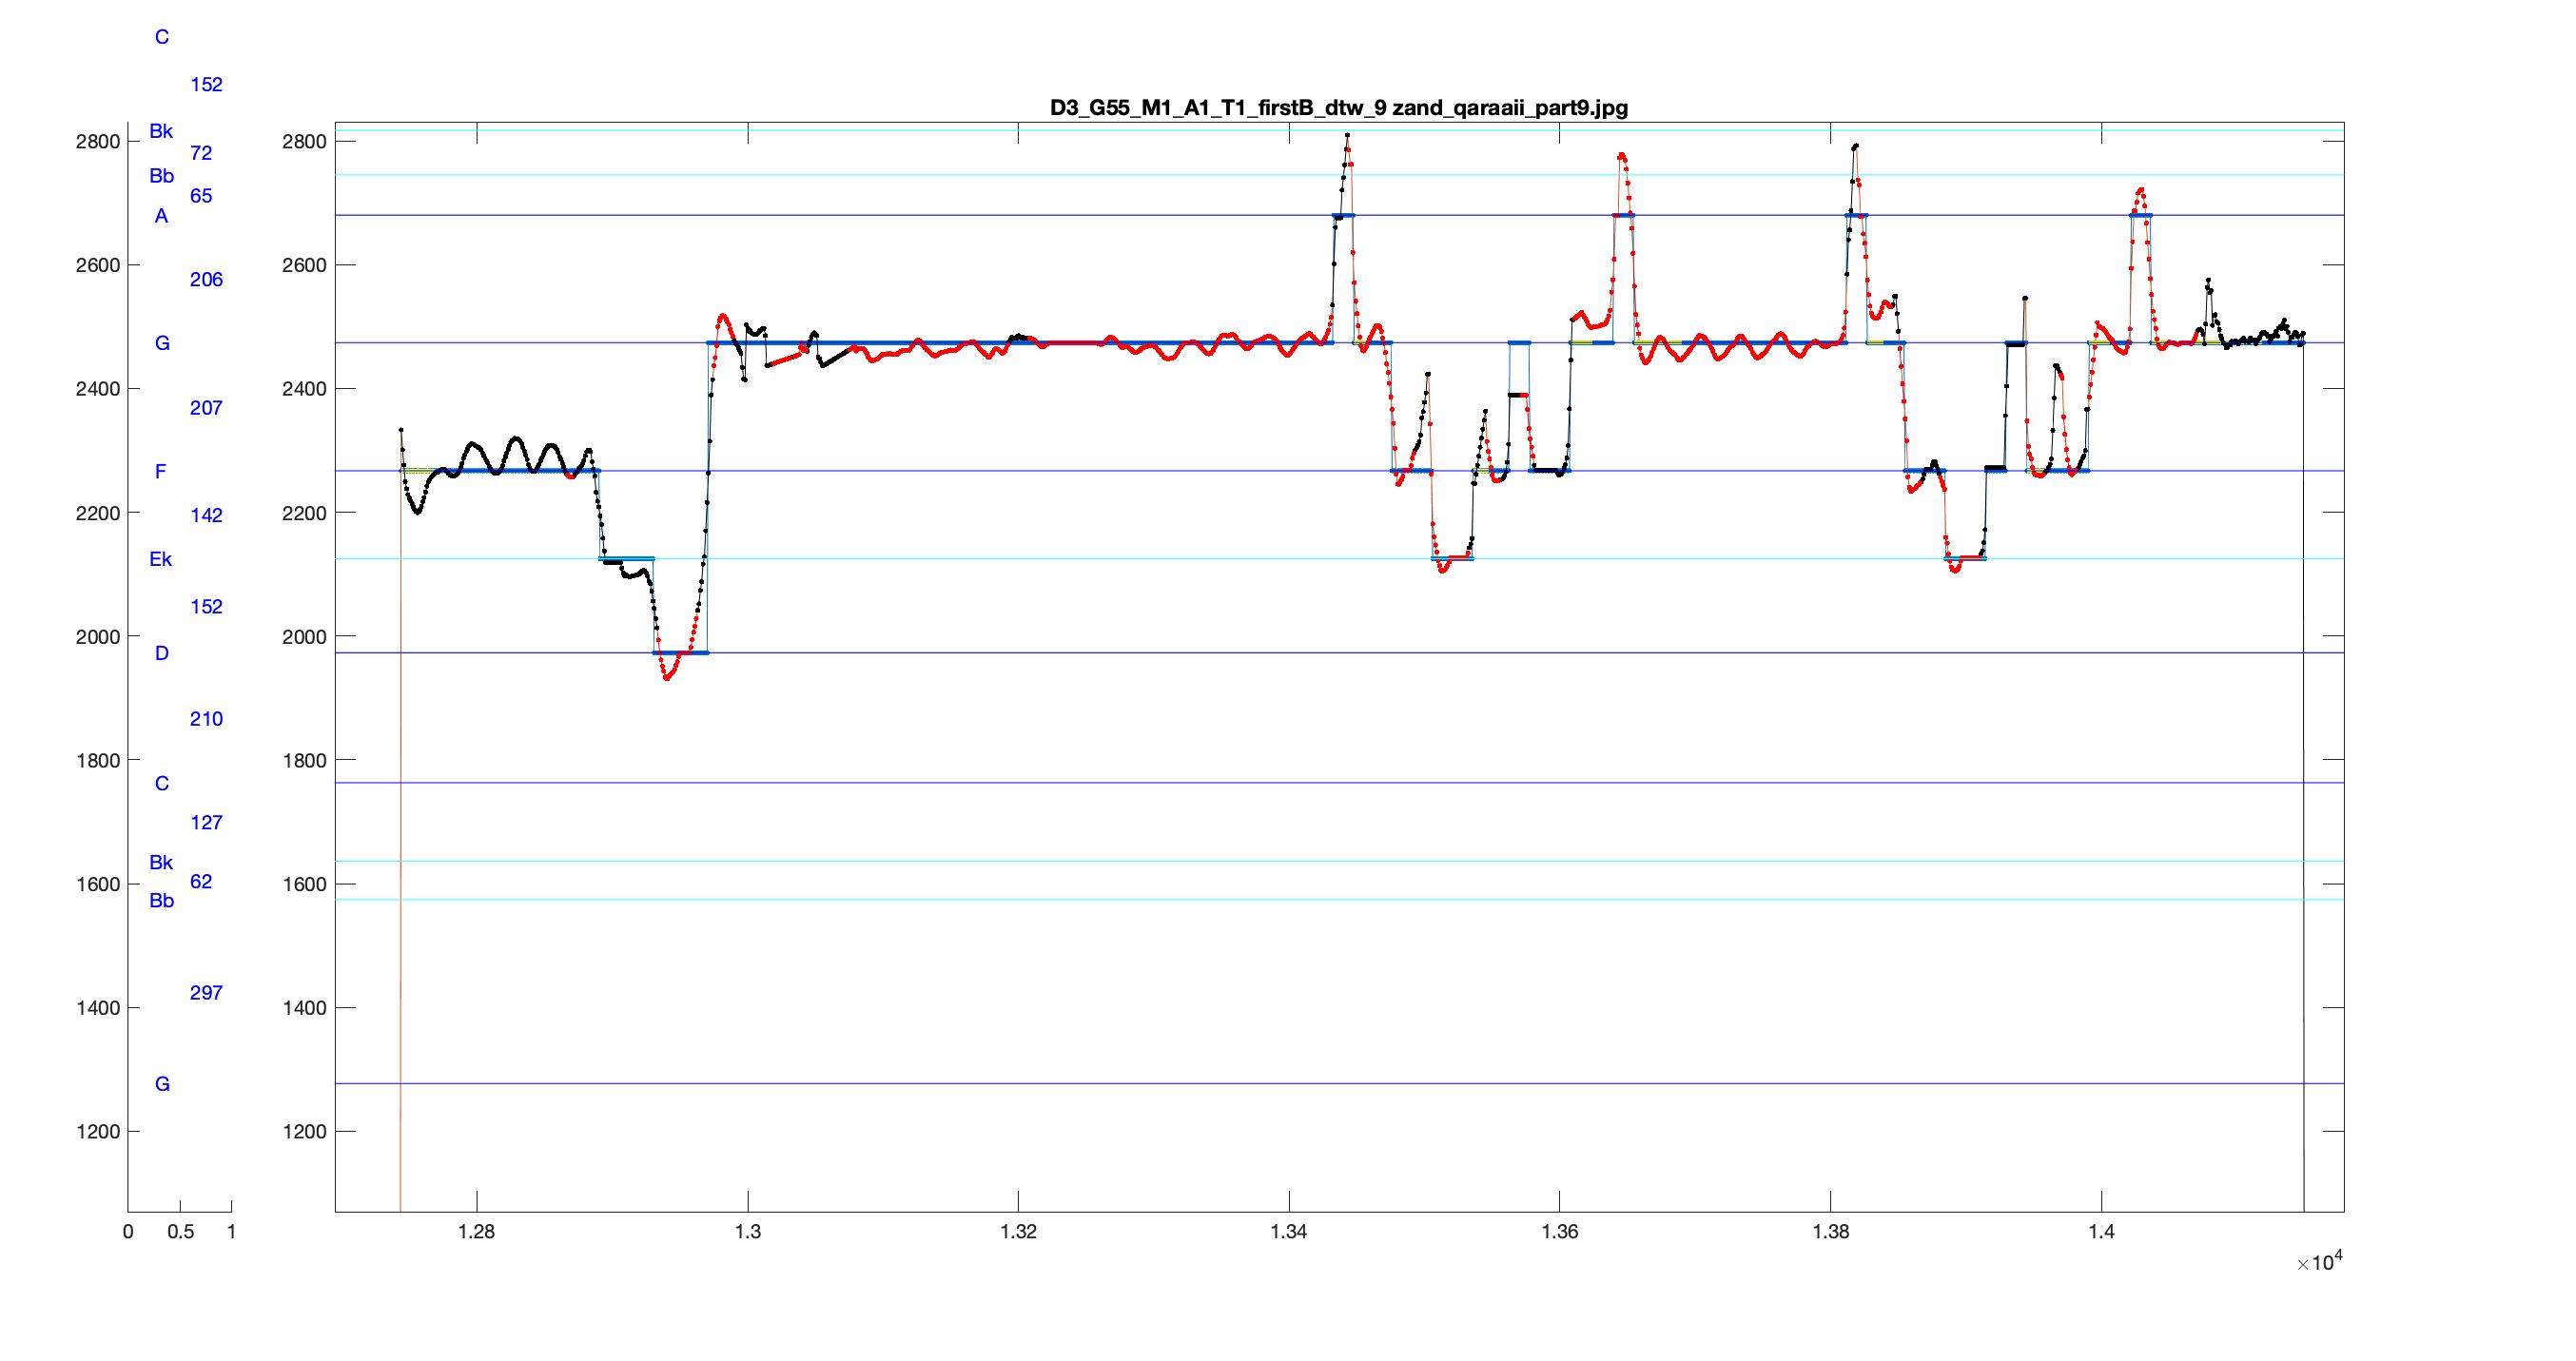 C
152
D3_G55_M1_A1_T1_firstB_dtw_9 zand_qaraaii_part9.jpg
Bk
2800 2800
72
Bb
65
A
2600 206 2600
G
2400 2400
207
F
2200 142 2200
Ek
152
2000 2000
D
210
1800 1800
C
127
Bk
1600 62 1600
Bb
297
1400 1400
G
1200 1200
0 0.5 1 1.28 1.3 1.32 1.34 1.36 1.38 1.4
×10⁴